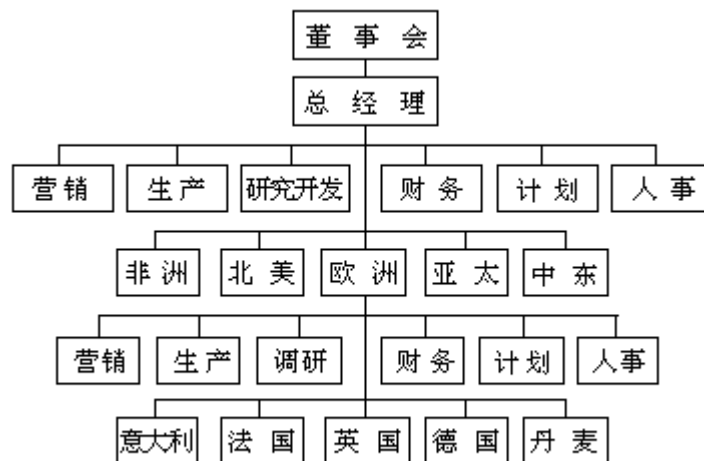 董事会
总经理
营销 生产 研究开发 财务 计划 人事
非洲 北美 欧洲 亚太 中东
营销 生产 调研 财务 计划 人事
意大利 法国 英国 德国 丹麦